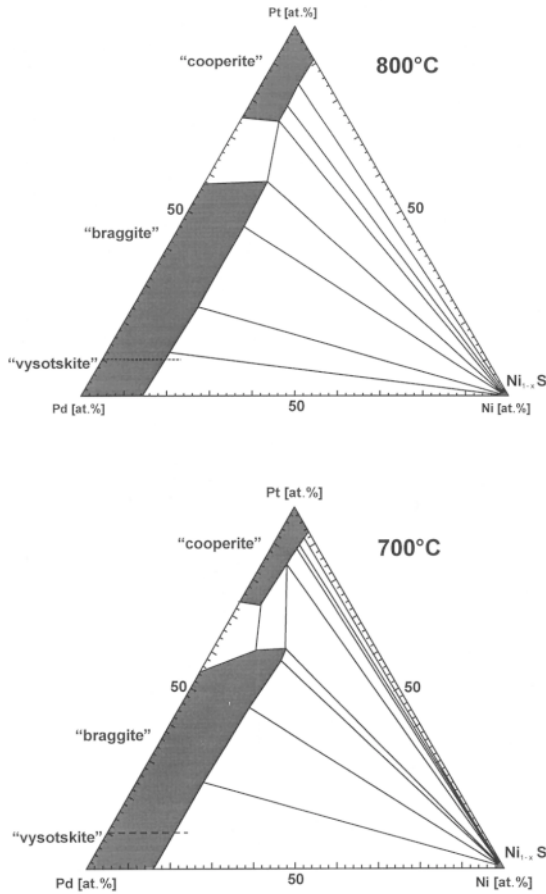 Pt [at.%]
"cooperite"
800°C
50
50
"braggite"
"vysotskite"
Ni₁₋ₓ S
Pd [at.%]
50
Ni [at.%]
Pt [at.%]
"cooperite"
700°C
50
50
"braggite"
"vysotskite"
Ni₁₋ₓ S
Pd [at.%]
50
Ni [at.%]